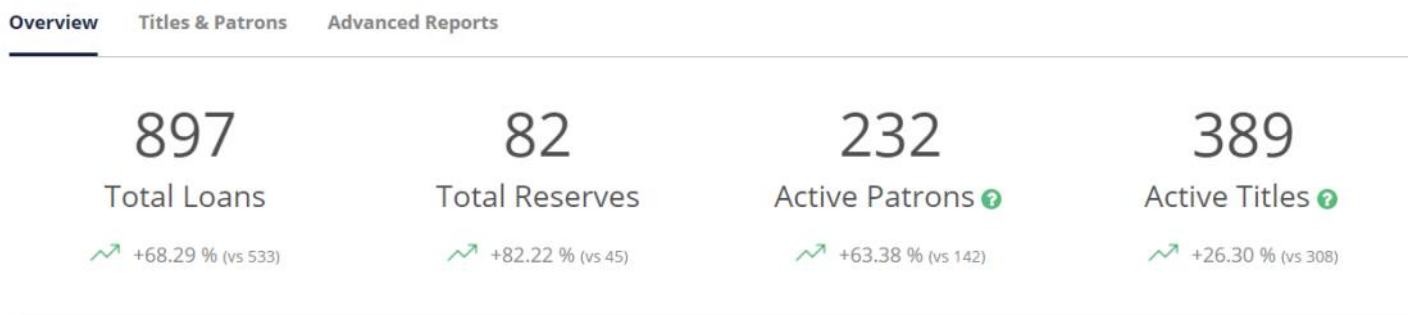 Overview Titles & Patrons Advanced Reports
897 82 232 389
Total Loans Total Reserves Active Patrons ? Active Titles ?
+68.29 % (vs 533) +82.22 % (vs 45) +63.38 % (vs 142) +26.30 % (vs 308)